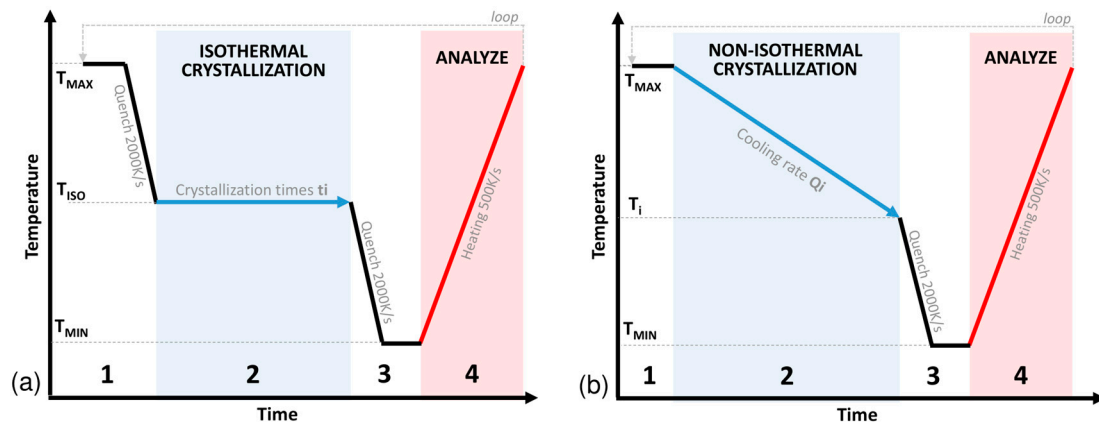 loop
ISOTHERMAL
CRYSTALLIZATION
ANALYZE
TMAX
Quench 2000K/s
TISO
Crystallization times ti
Quench 2000K/s
Heating 500K/s
TMIN
Temperature
1 2 3 4
(a)
Time
loop
NON-ISOTHERMAL
CRYSTALLIZATION
ANALYZE
TMAX
Cooling rate Qi
Ti
Quench 2000K/s
Heating 500K/s
TMIN
Temperature
1 2 3 4
(b)
Time